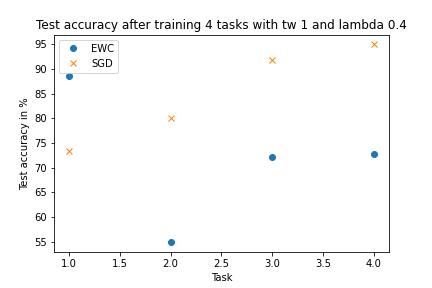 Test accuracy after training 4 tasks with tw 1 and lambda 0.4
EWC
SGD
Test accuracy in %
95
90
85
80
75
70
65
60
55
1.0 1.5 2.0 2.5 3.0 3.5 4.0
Task